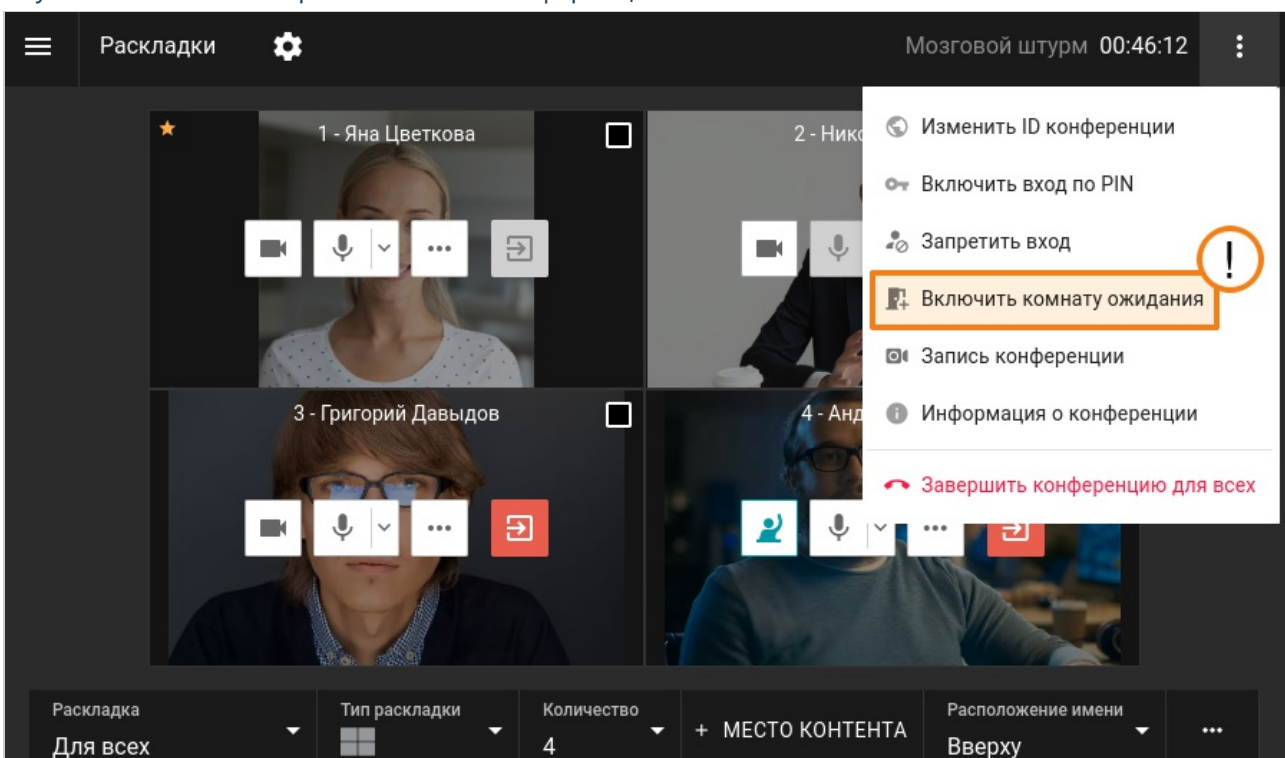 Раскладки
Мозговой штурм 00:46:12
1 - Яна Цветкова
2 -
Изменить ID конференции
Включить вход по PIN
Запретить вход
!
Включить комнату ожидания
Запись конференции
Информация о конференции
Завершить конференцию для всех
3 - Григорий Давыдов
4 -
Раскладка
Для всех
Тип раскладки
Количество
4
+ МЕСТО КОНТЕНТА
Расположение имени
Вверху